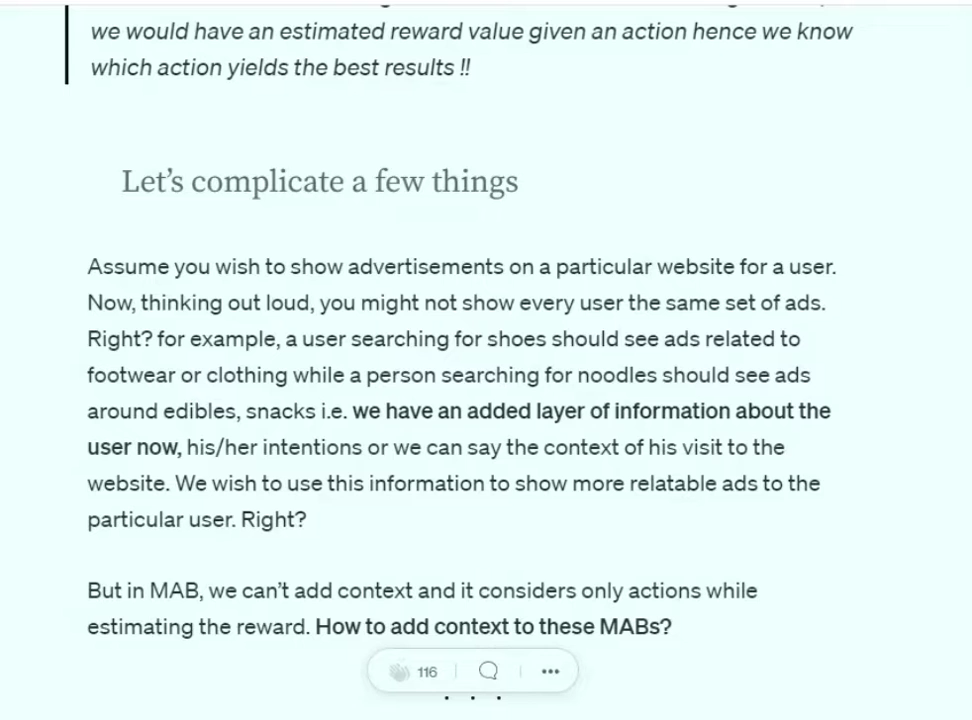 we would have an estimated reward value given an action hence we know
which action yields the best results !!
Let's complicate a few things
Assume you wish to show advertisements on a particular website for a user.
Now, thinking out loud, you might not show every user the same set of ads.
Right? for example, a user searching for shoes should see ads related to
footwear or clothing while a person searching for noodles should see ads
around edibles, snacks i.e. we have an added layer of information about the
user now, his/her intentions or we can say the context of his visit to the
website. We wish to use this information to show more relatable ads to the
particular user. Right?
But in MAB, we can't add context and it considers only actions while
estimating the reward. How to add context to these MABs?
116